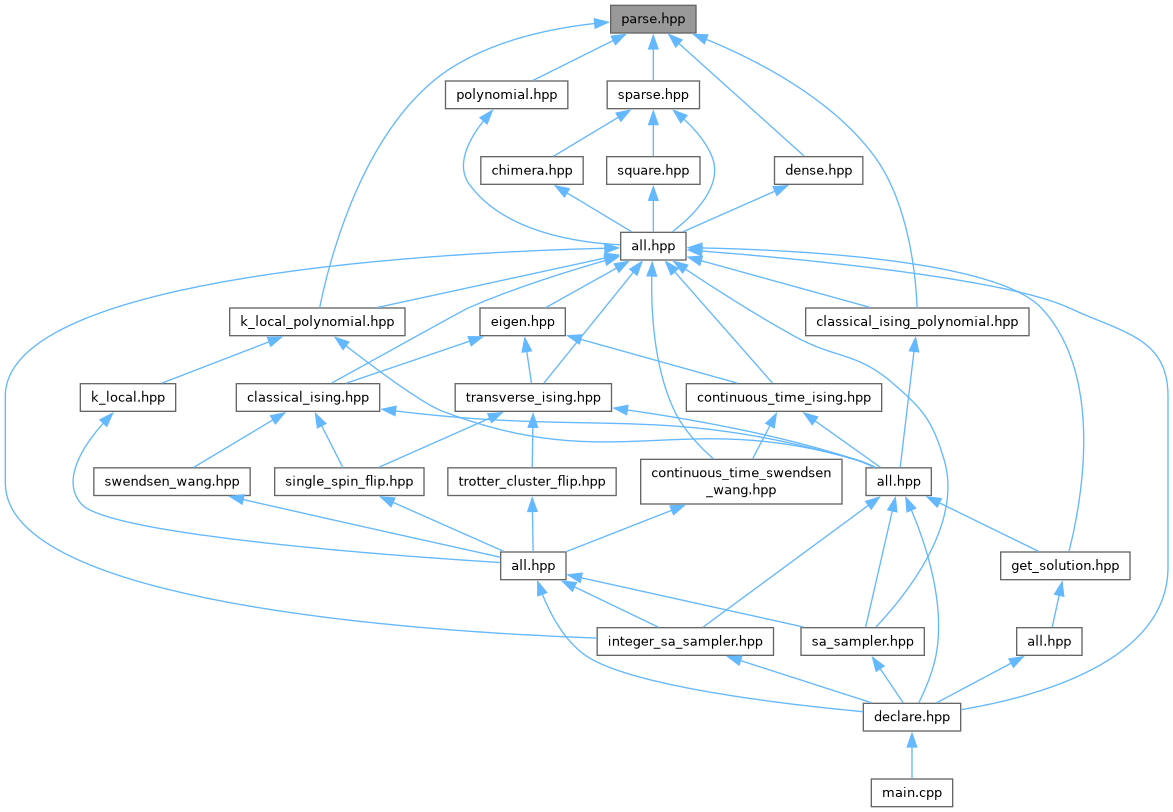 parse.hpp
polynomial.hpp
sparse.hpp
chimera.hpp
square.hpp
dense.hpp
all.hpp
k_local_polynomial.hpp
eigen.hpp
classical_ising_polynomial.hpp
k_local.hpp
classical_ising.hpp
transverse_ising.hpp
continuous_time_ising.hpp
swendsen_wang.hpp
single_spin_flip.hpp
trotter_cluster_flip.hpp
continuous_time_swendsen
_wang.hpp
all.hpp
all.hpp
get_solution.hpp
integer_sa_sampler.hpp
sa_sampler.hpp
all.hpp
declare.hpp
main.cpp